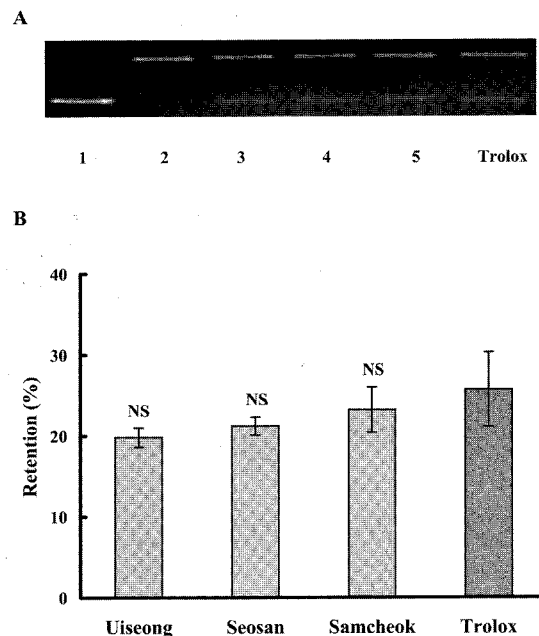 A
1 2 3 4 5 Trolox
B
40
30
20
10
0
Retention (%)
NS NS NS
Uiseong Seosan Samcheok Trolox